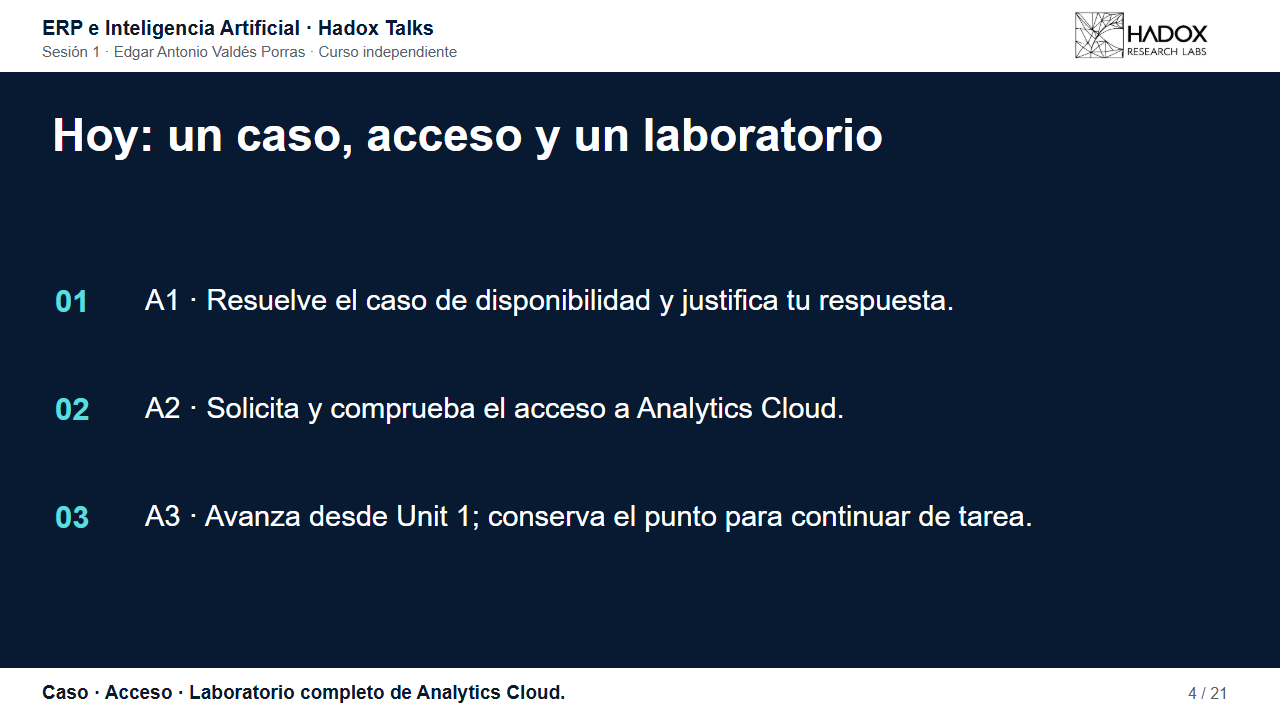 ERP e Inteligencia Artificial · Hadox Talks
Sesión 1 · Edgar Antonio Valdés Porras · Curso independiente
HADOX
RESEARCH LABS
Hoy: un caso, acceso y un laboratorio
01 A1 · Resuelve el caso de disponibilidad y justifica tu respuesta.
02 A2 · Solicita y comprueba el acceso a Analytics Cloud.
03 A3 · Avanza desde Unit 1; conserva el punto para continuar de tarea.
Caso · Acceso · Laboratorio completo de Analytics Cloud.
4 / 21